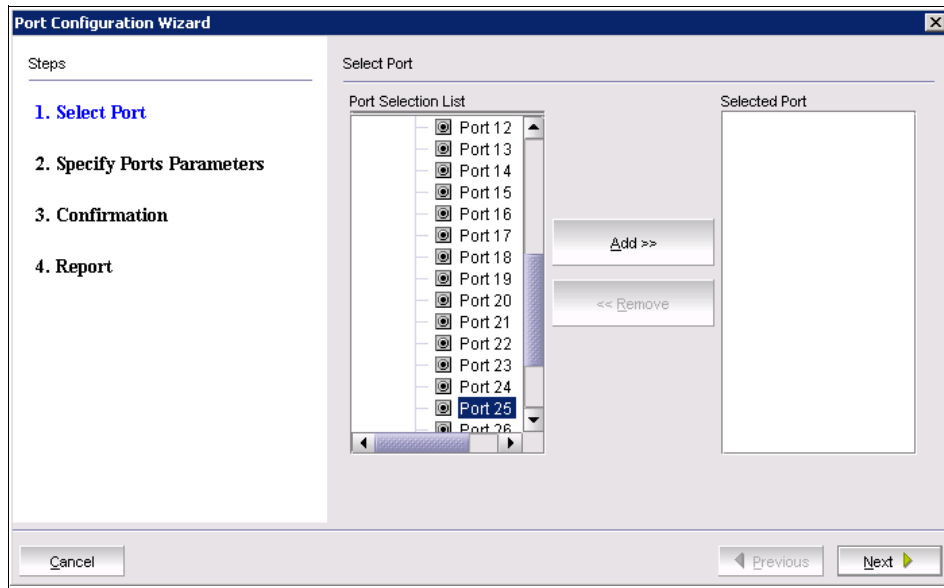 Port Configuration Wizard
Steps
1. Select Port
2. Specify Ports Parameters
3. Confirmation
4. Report
Select Port
Port Selection List
Port 12
Port 13
Port 14
Port 15
Port 16
Port 17
Port 18
Port 19
Port 20
Port 21
Port 22
Port 23
Port 24
Port 25
Port 26
Add >>
<< Remove
Selected Port
Cancel
Previous
Next